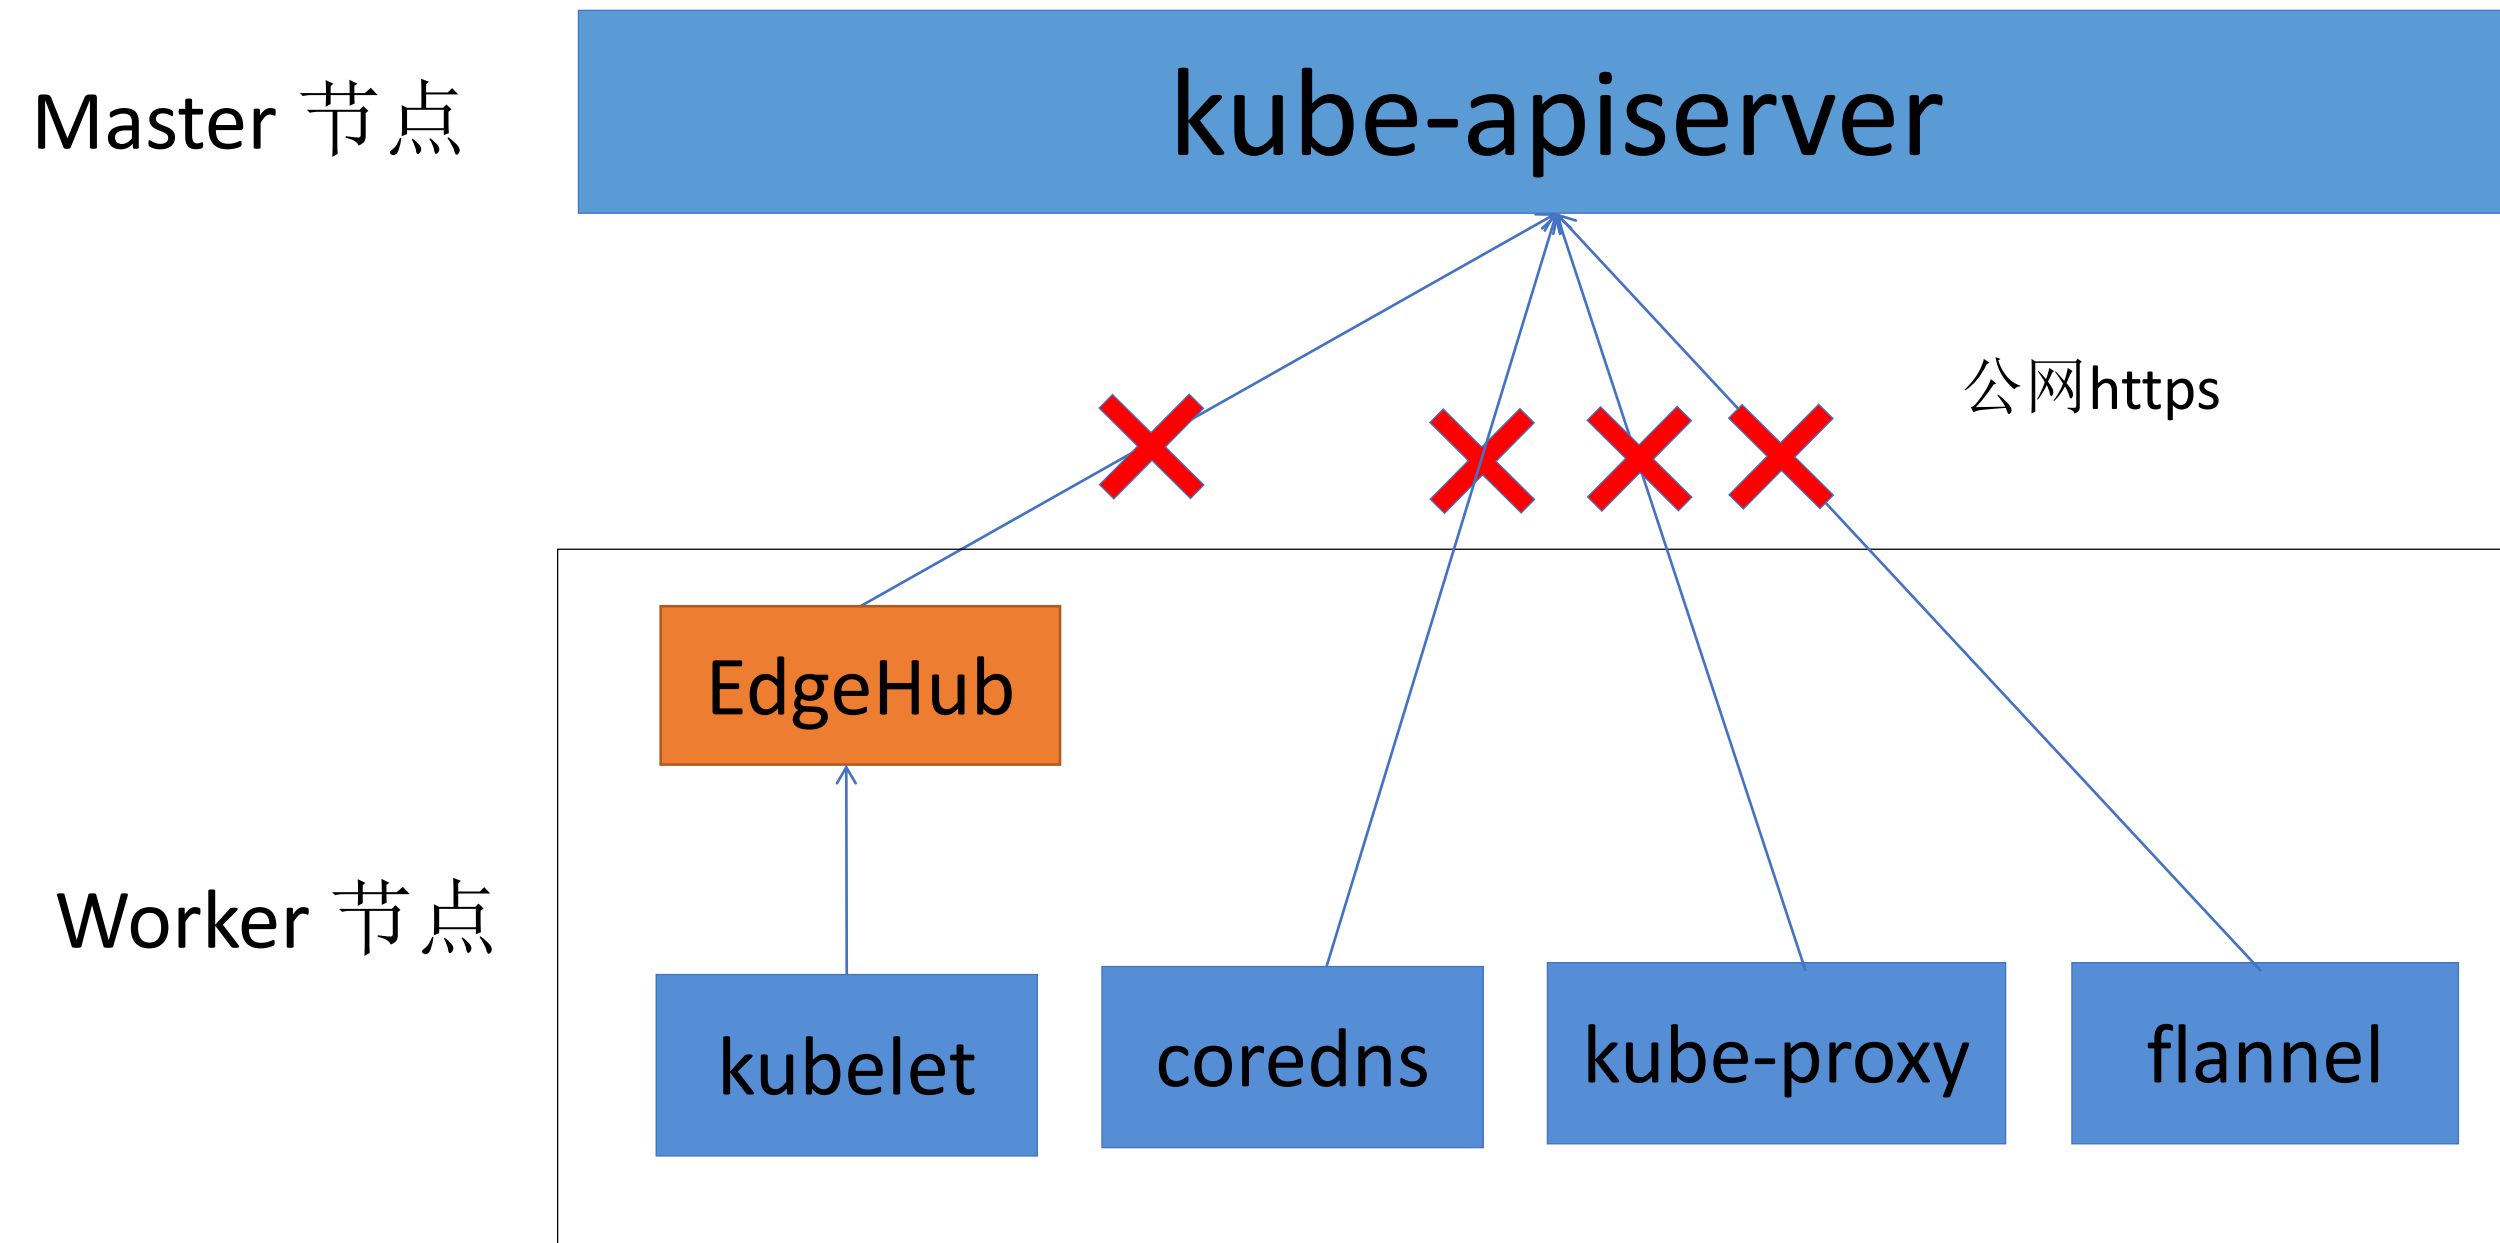 Master 节点
kube-apiserver
公网https
EdgeHub
Worker 节点
kubelet
coredns
kube-proxy
flannel